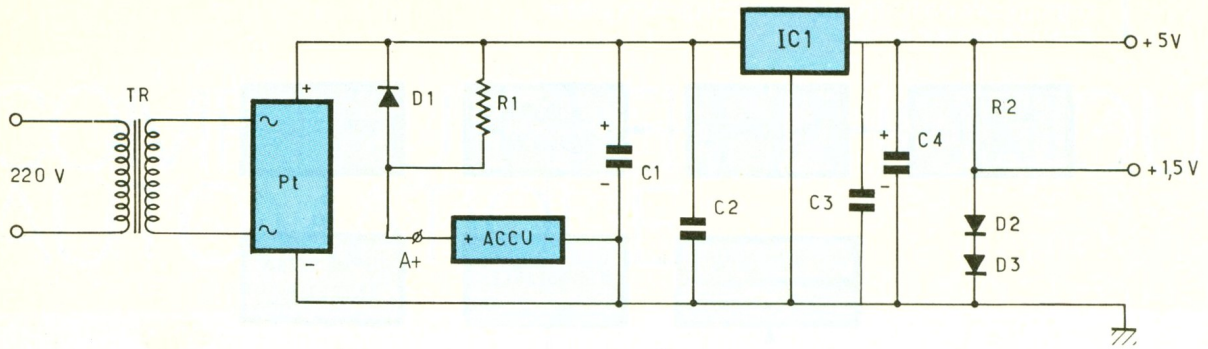 TR
220 V
+
~
Pt
~
-
D1
R1
A+
+ ACCU -
+
C1
-
C2
IC1
C3
+
C4
-
R2
+ 5V
+ 1,5 V
D2
D3